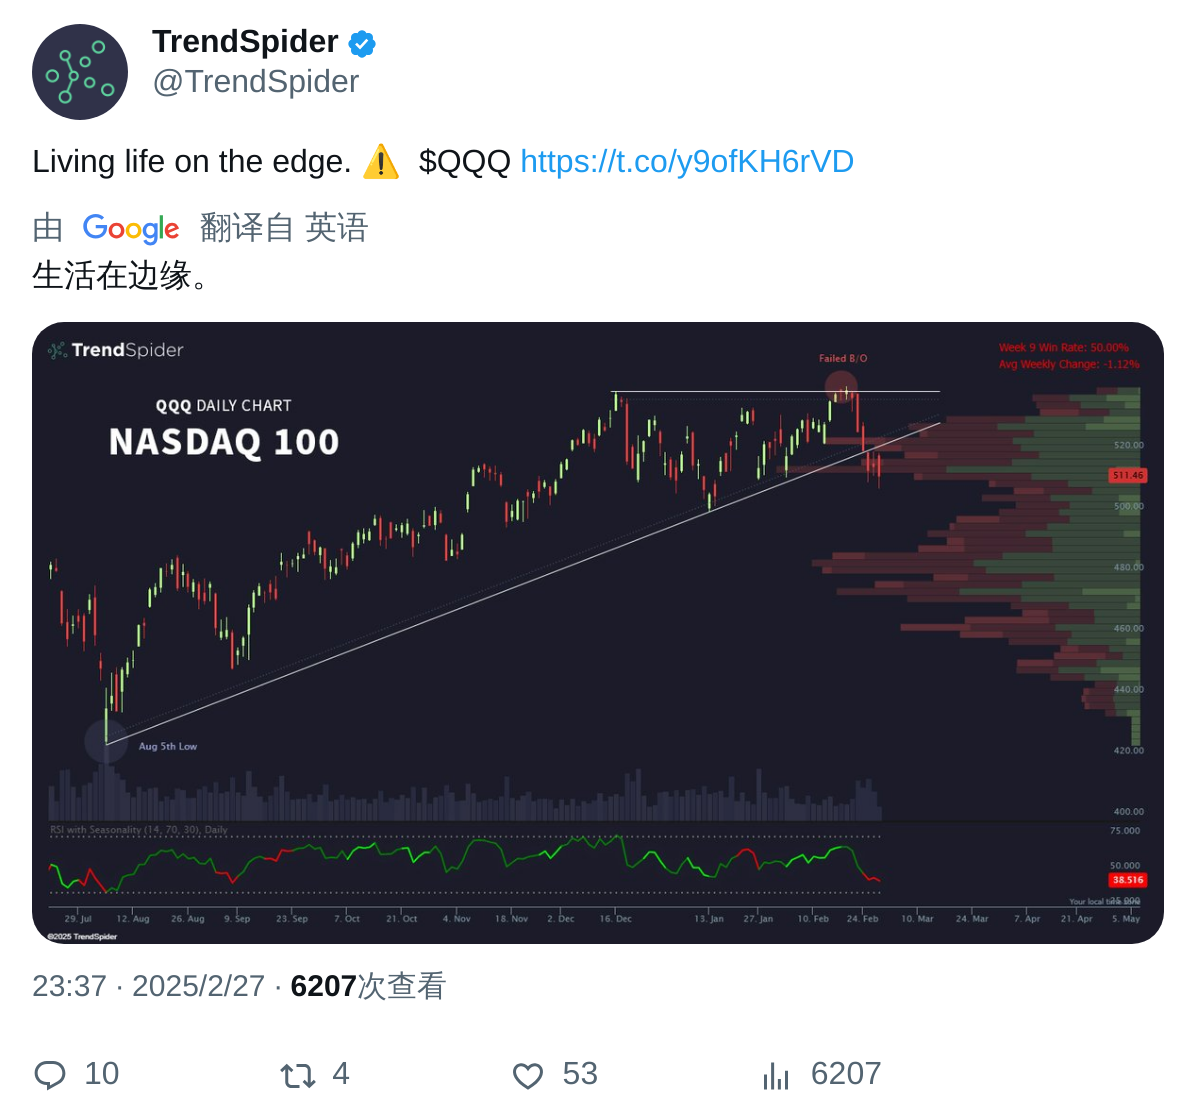 TrendSpider
@TrendSpider
Living life on the edge. ⚠️ $QQQ https://t.co/y9ofKH6rVD
由 Google 翻译自 英语
生活在边缘。
TrendSpider
QQQ DAILY CHART
NASDAQ 100
Failed B/O
Week 9 Win Rate: 50.00%
Avg Weekly Change: -1.12%
520.00
511.46
500.00
480.00
460.00
440.00
420.00
400.00
Aug 5th Low
RSI with Seasonality (14, 70, 30), Daily
75.000
50.000
38.516
25.000
Your local time zone
29. Jul 12. Aug 26. Aug 9. Sep 23. Sep 7. Oct 21. Oct 4. Nov 18. Nov 2. Dec 16. Dec 13. Jan 27. Jan 10. Feb 24. Feb 10. Mar 24. Mar 7. Apr 21. Apr 5. May
©2025 TrendSpider
23:37 · 2025/2/27 · 6207次查看
10 4 53 6207